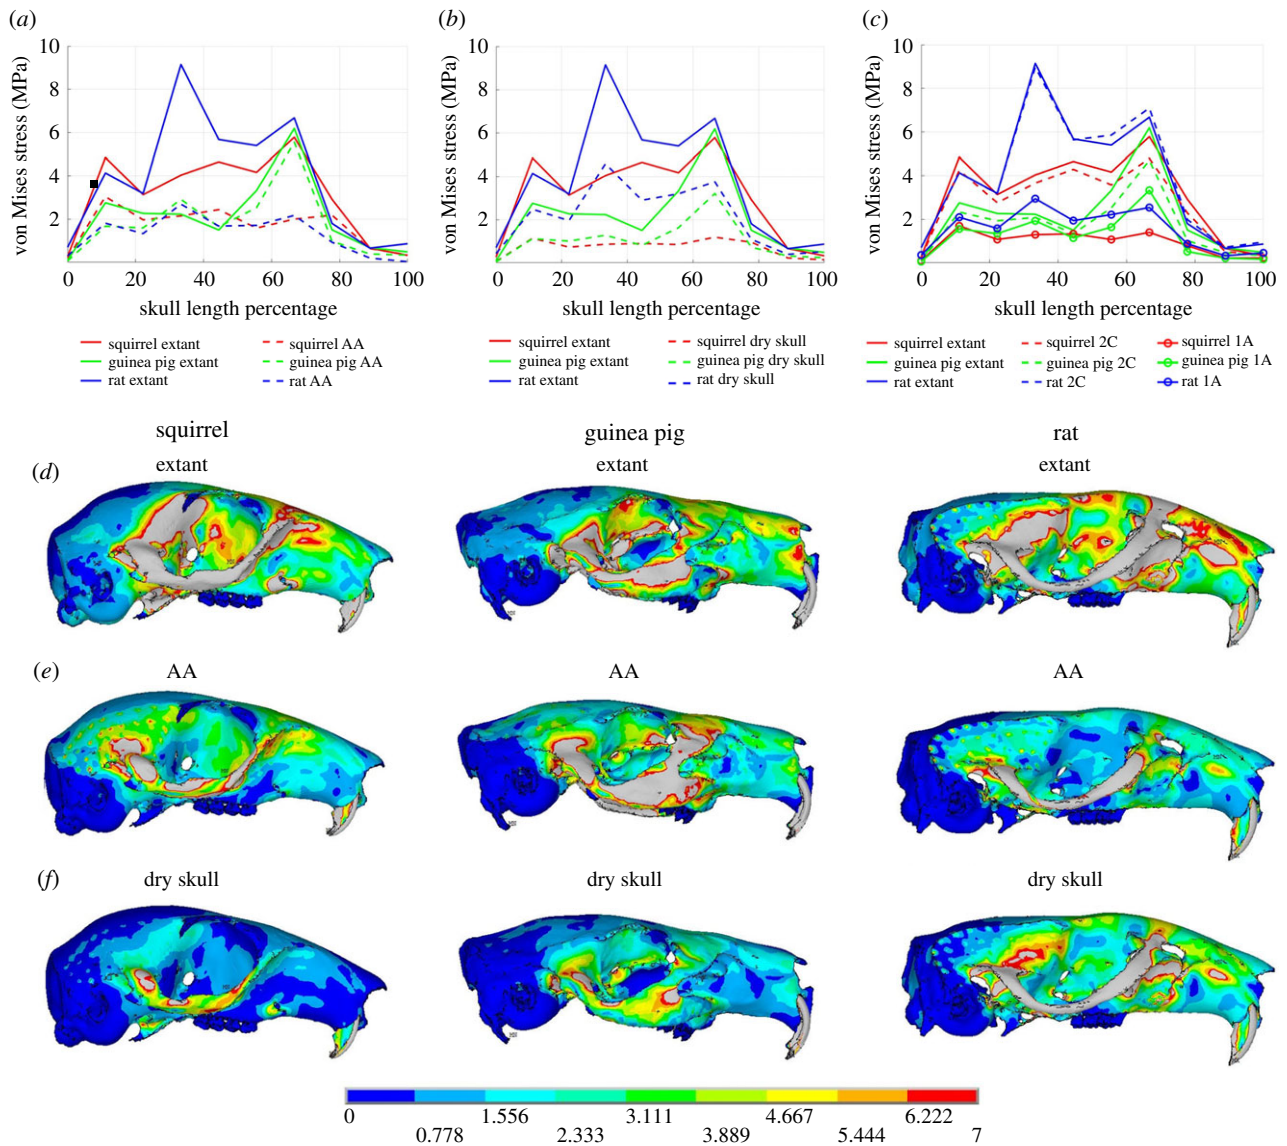 (a)
(b)
(c)
von Mises stress (MPa)
10
8
6
4
2
0 20 40 60 80 100
skull length percentage
squirrel extant
guinea pig extant
rat extant
squirrel AA
guinea pig AA
rat AA
von Mises stress (MPa)
10
8
6
4
2
0 20 40 60 80 100
skull length percentage
squirrel extant
guinea pig extant
rat extant
squirrel dry skull
guinea pig dry skull
rat dry skull
von Mises stress (MPa)
10
8
6
4
2
0 20 40 60 80 100
skull length percentage
squirrel extant
guinea pig extant
rat extant
squirrel 2C
guinea pig 2C
rat 2C
squirrel 1A
guinea pig 1A
rat 1A
squirrel guinea pig rat
(d) extant extant extant
(e) AA AA AA
(f) dry skull dry skull dry skull
0 1.556 3.111 4.667 6.222
0.778 2.333 3.889 5.444 7